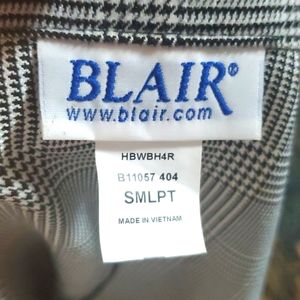 BLAIR®
www.blair.com
HBWBH4R
B11057 404
SMLPT
MADE IN VIETNAM